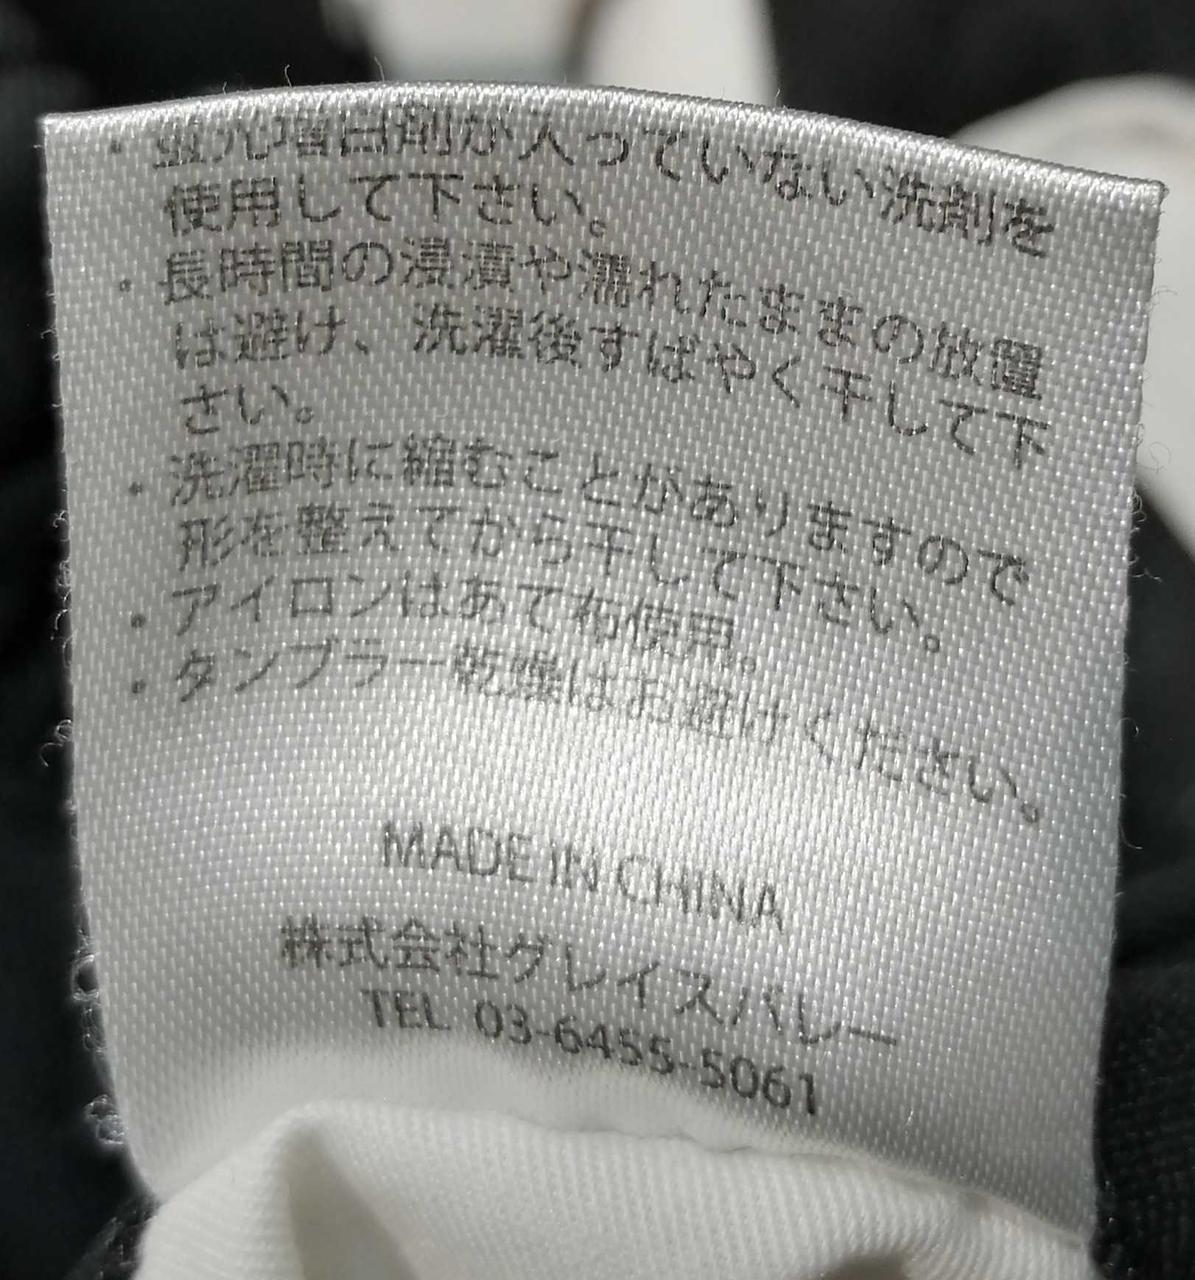 ・蛍光増白剤が入っていない洗剤を
使用して下さい。
・長時間の浸漬や濡れたままの放置
は避け、洗濯後すばやく干して下
さい。
・洗濯時に縮むことがありますので
形を整えてから干して下さい。
・アイロンはあて布使用。
・タンブラー乾燥はお避けください。
MADE IN CHINA
株式会社グレイスバレー
TEL 03-6455-5061